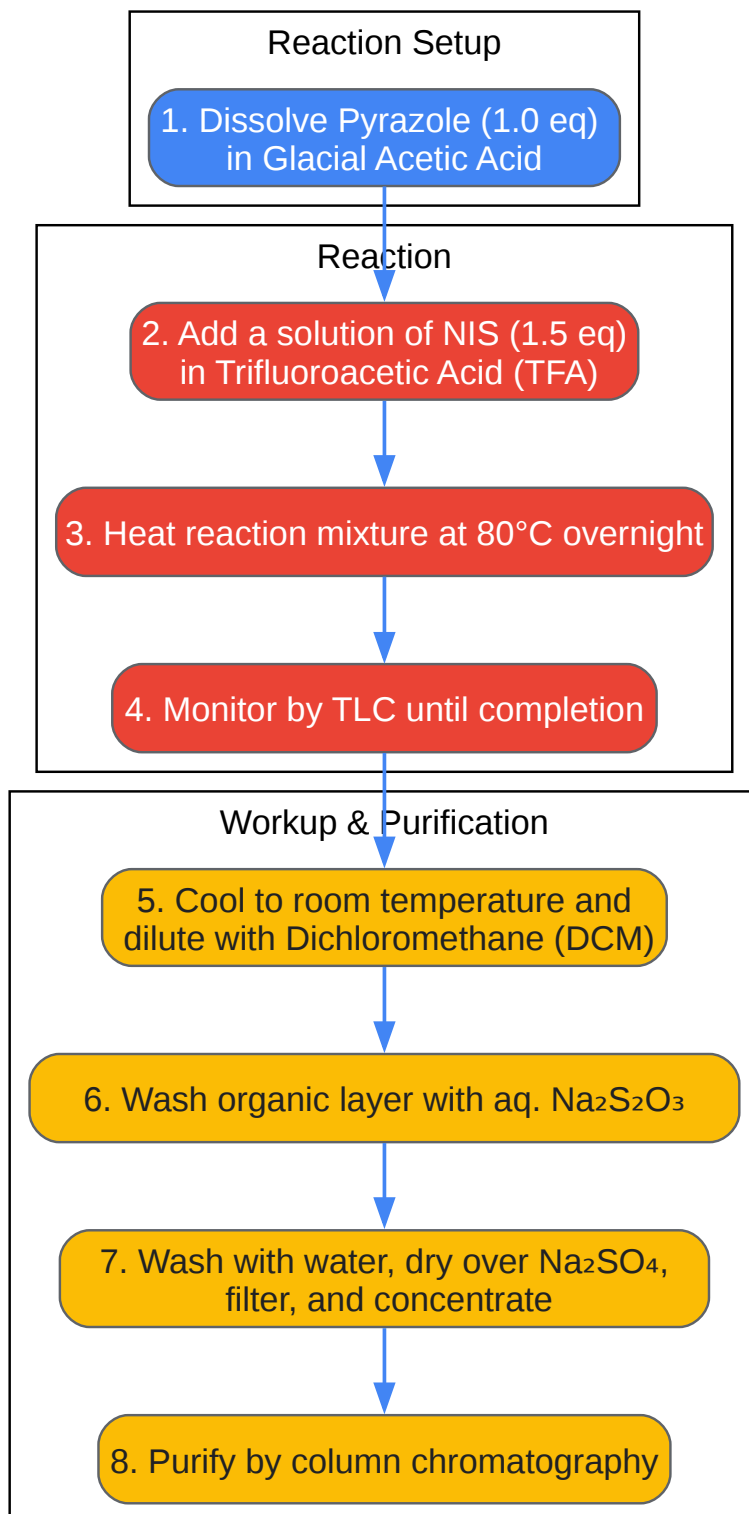 Reaction Setup
1. Dissolve Pyrazole (1.0 eq)
in Glacial Acetic Acid
Reaction
2. Add a solution of NIS (1.5 eq)
in Trifluoroacetic Acid (TFA)
3. Heat reaction mixture at 80°C overnight
4. Monitor by TLC until completion
Workup & Purification
5. Cool to room temperature and
dilute with Dichloromethane (DCM)
6. Wash organic layer with aq. Na₂S₂O₃
7. Wash with water, dry over Na₂SO₄,
filter, and concentrate
8. Purify by column chromatography